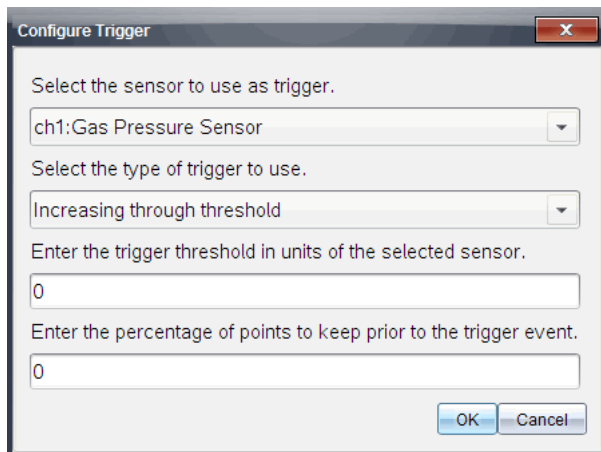 Configure Trigger
x
Select the sensor to use as trigger.
ch1:Gas Pressure Sensor
Select the type of trigger to use.
Increasing through threshold
Enter the trigger threshold in units of the selected sensor.
0
Enter the percentage of points to keep prior to the trigger event.
0
OK Cancel